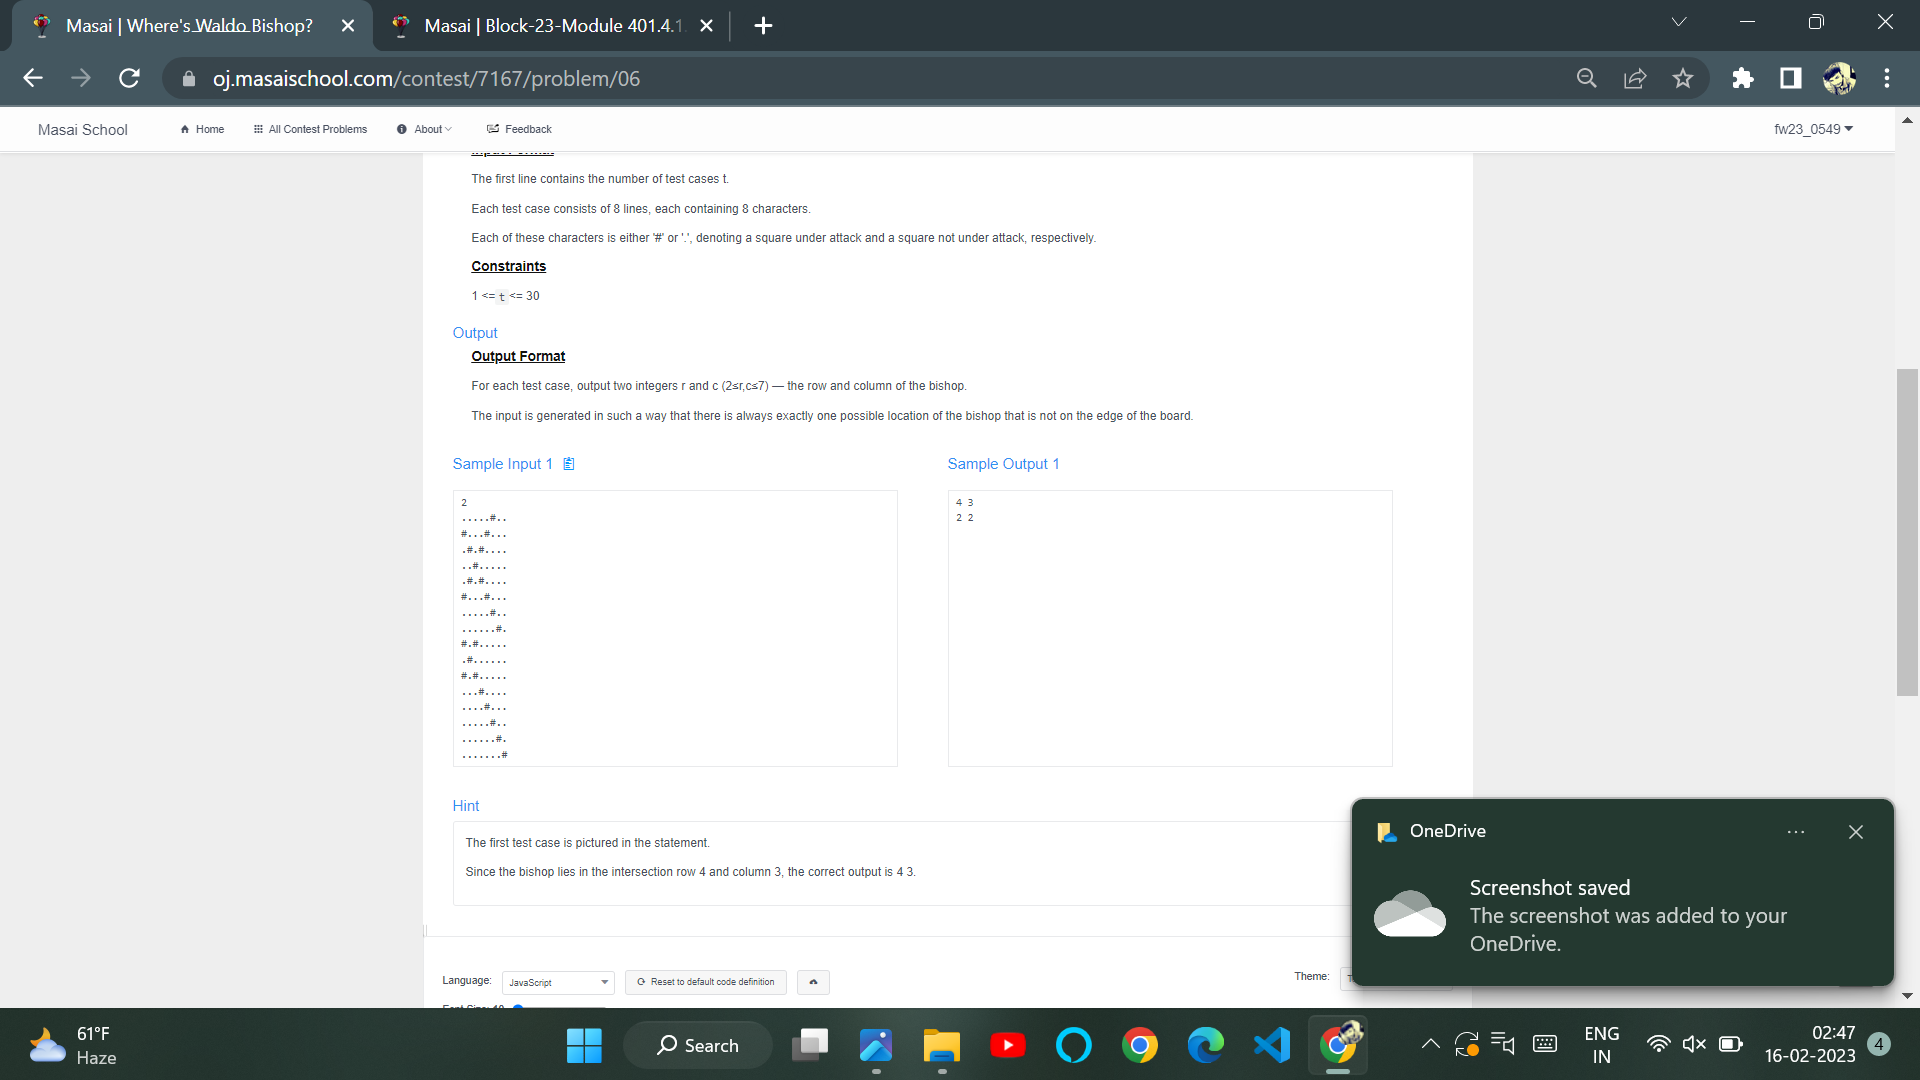 Masai | Where's Waldo Bishop?
Masai | Block-23-Module 401.4.1
oj.masaischool.com/contest/7167/problem/06
Masai School
Home
All Contest Problems
About
Feedback
fw23_0549
Input Format
The first line contains the number of test cases t.
Each test case consists of 8 lines, each containing 8 characters.
Each of these characters is either '#' or '.', denoting a square under attack and a square not under attack, respectively.
Constraints
1 <= t <= 30
Output
Output Format
For each test case, output two integers r and c (2≤r,c≤7) — the row and column of the bishop.
The input is generated in such a way that there is always exactly one possible location of the bishop that is not on the edge of the board.
Sample Input 1
2
.....#..
#...#...
.#.#....
..#.....
.#.#....
#...#...
.....#..
......#.
#.#.....
.#......
#.#.....
...#....
....#...
.....#..
......#.
.......#
Sample Output 1
4 3
2 2
Hint
The first test case is pictured in the statement.
Since the bishop lies in the intersection row 4 and column 3, the correct output is 4 3.
OneDrive
Screenshot saved
The screenshot was added to your
OneDrive.
Language:
JavaScript
Reset to default code definition
Theme:
Font Size: 10
61°F
Haze
Search
ENG
IN
02:47
16-02-2023
4